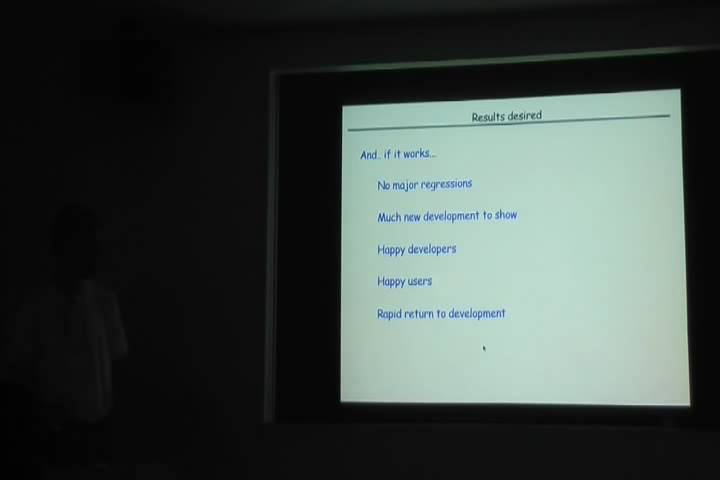 Results desired
And.. if it works...
No major regressions
Much new development to show
Happy developers
Happy users
Rapid return to development